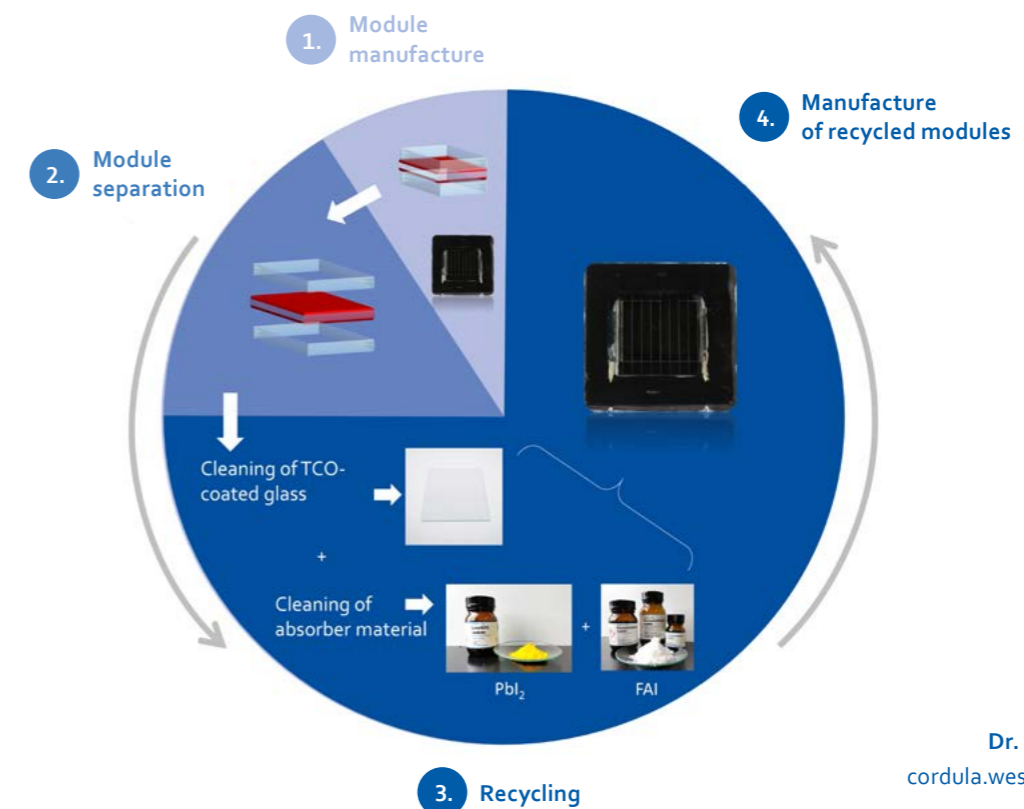 1.
Module
manufacture
2.
Module
separation
4.
Manufacture
of recycled modules
Cleaning of TCO-
coated glass
+
Cleaning of
absorber material
+
PbI₂
FAI
3.
Recycling
Dr.
cordula.wes